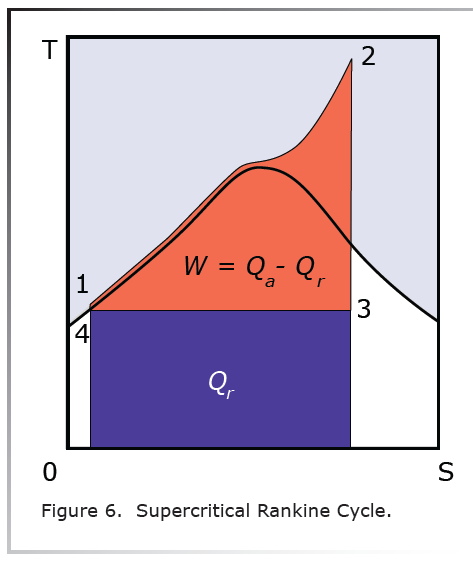 T
2
W = Qa- Qr
1
3
4
Qr
0
S
Figure 6. Supercritical Rankine Cycle.